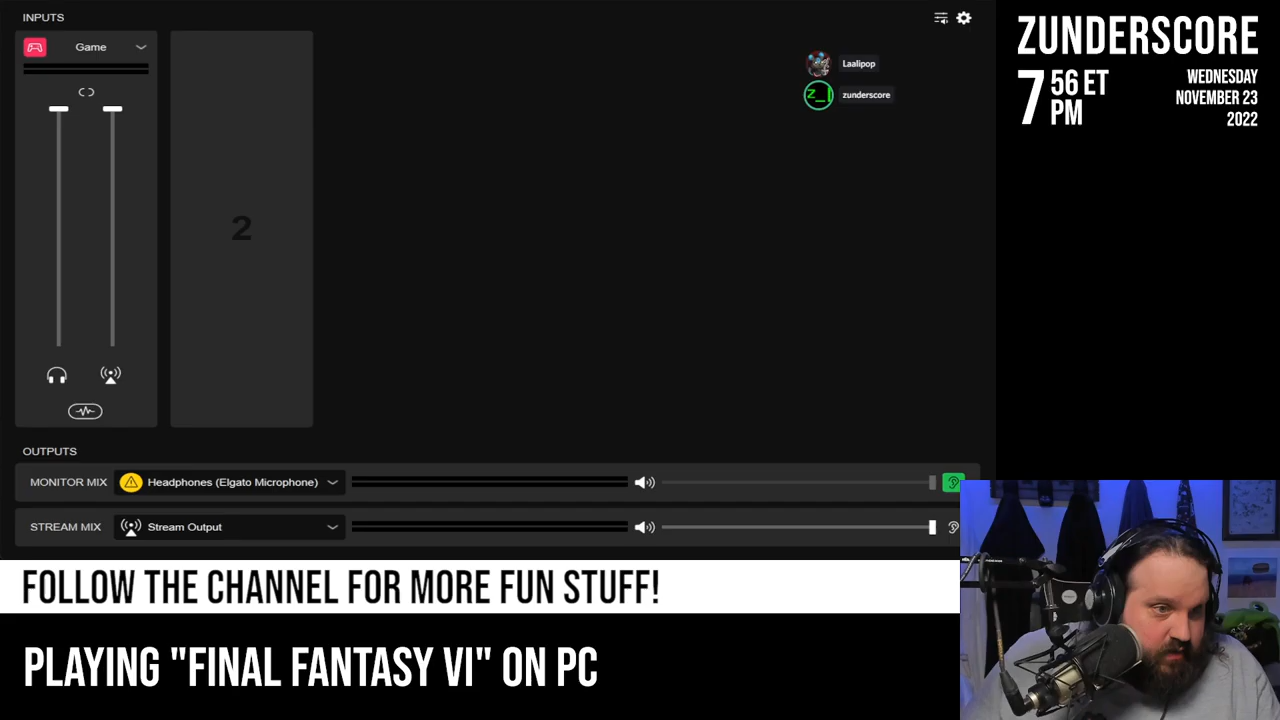 INPUTS
Game
2
Laalipop
z_
zunderscore
OUTPUTS
MONITOR MIX
Headphones (Elgato Microphone)
STREAM MIX
Stream Output
ZUNDERSCORE
7 56 ET
PM
WEDNESDAY
NOVEMBER 23
2022
FOLLOW THE CHANNEL FOR MORE FUN STUFF!
PLAYING "FINAL FANTASY VI" ON PC